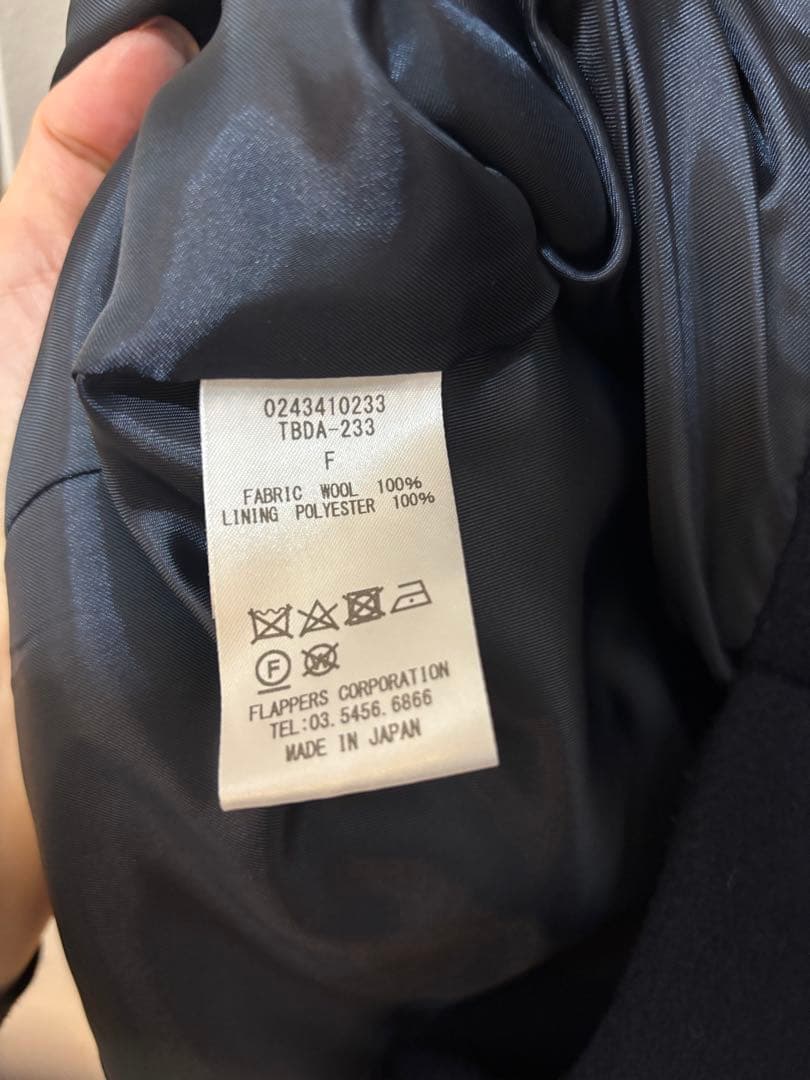 0243410233
TBDA-233
F
FABRIC WOOL 100%
LINING POLYESTER 100%
F W
FLAPPERS CORPORATION
TEL:03.5456.6866
MADE IN JAPAN